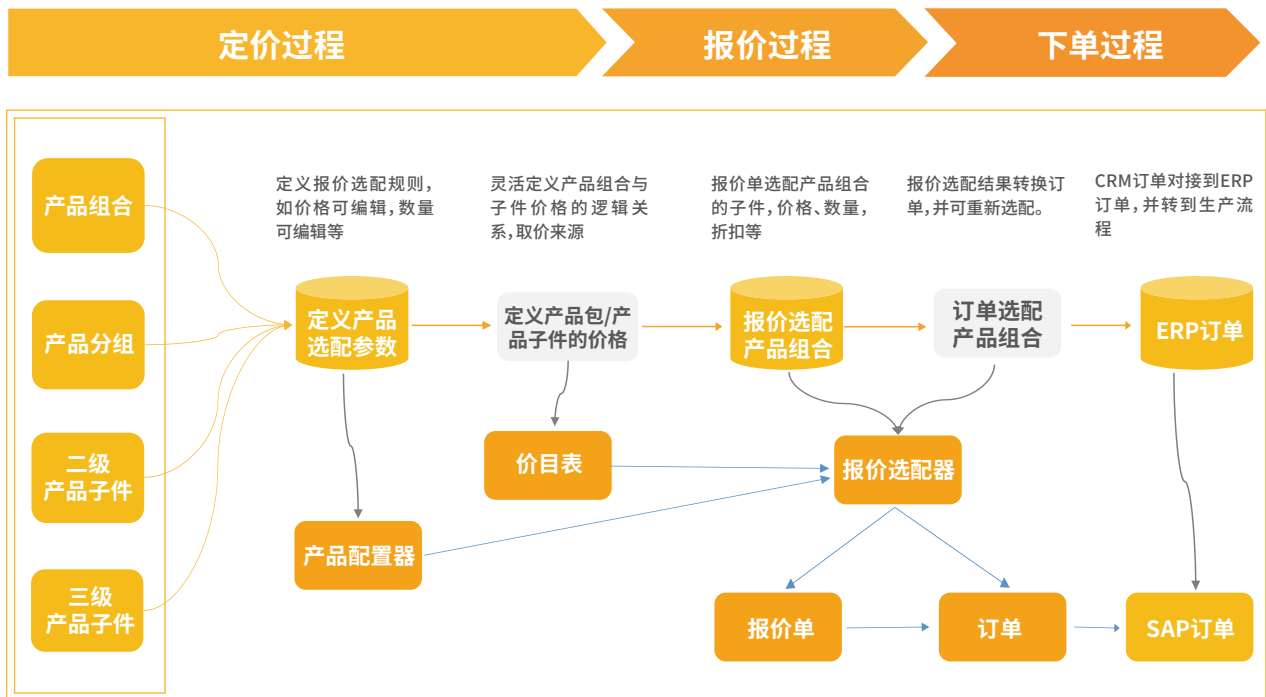 定价过程
报价过程
下单过程
产品组合
产品分组
二级
产品子件
三级
产品子件
定义报价选配规则，
如价格可编辑，数量
可编辑等
灵活定义产品组合与
子件价格的逻辑关
系，取价来源
报价单选配产品组合
的子件，价格、数量，
折扣等
报价选配结果转换订
单，并可重新选配。
CRM订单对接到ERP
订单，并转到生产流
程
定义产品
选配参数
定义产品包/产
品子件的价格
报价选配
产品组合
订单选配
产品组合
ERP订单
价目表
报价选配器
产品配置器
报价单
订单
SAP订单